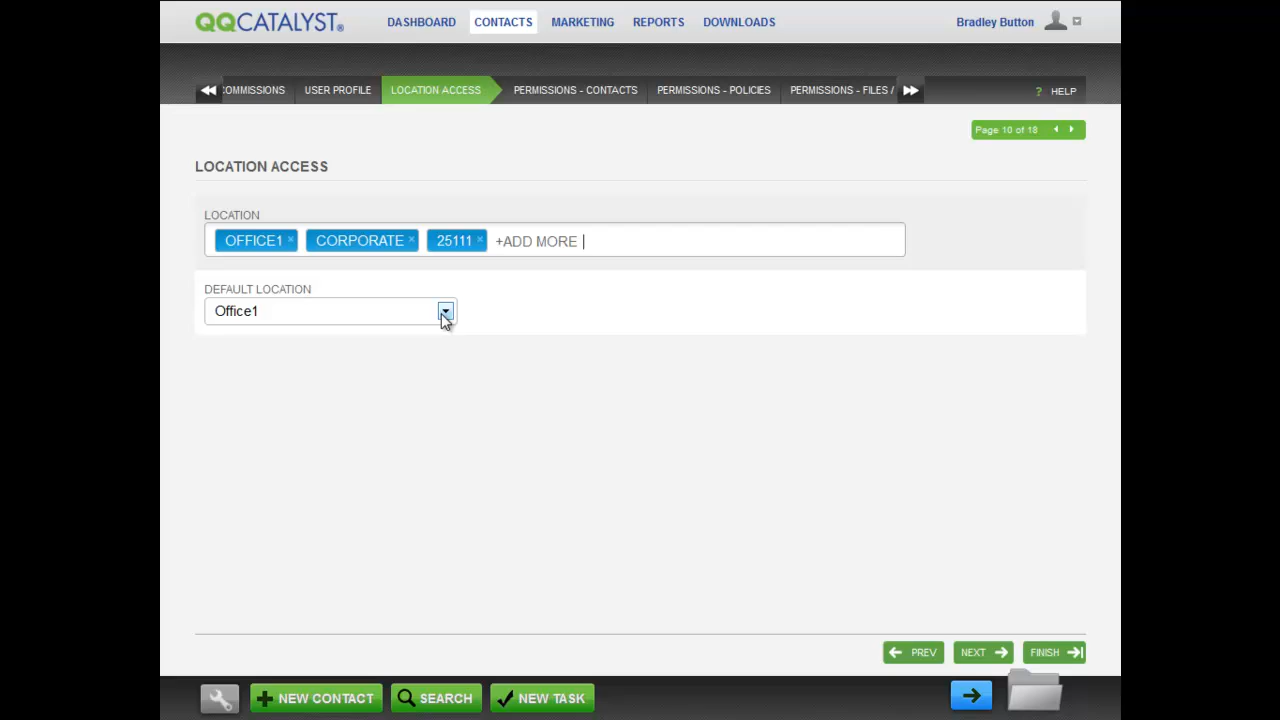 QQCATALYST® DASHBOARD CONTACTS MARKETING REPORTS DOWNLOADS Bradley Button
OMMISSIONS USER PROFILE LOCATION ACCESS PERMISSIONS - CONTACTS PERMISSIONS - POLICIES PERMISSIONS - FILES / ? HELP
Page 10 of 18
LOCATION ACCESS
LOCATION
OFFICE1 × CORPORATE × 25111 × +ADD MORE
DEFAULT LOCATION
Office1
PREV NEXT FINISH
NEW CONTACT SEARCH NEW TASK